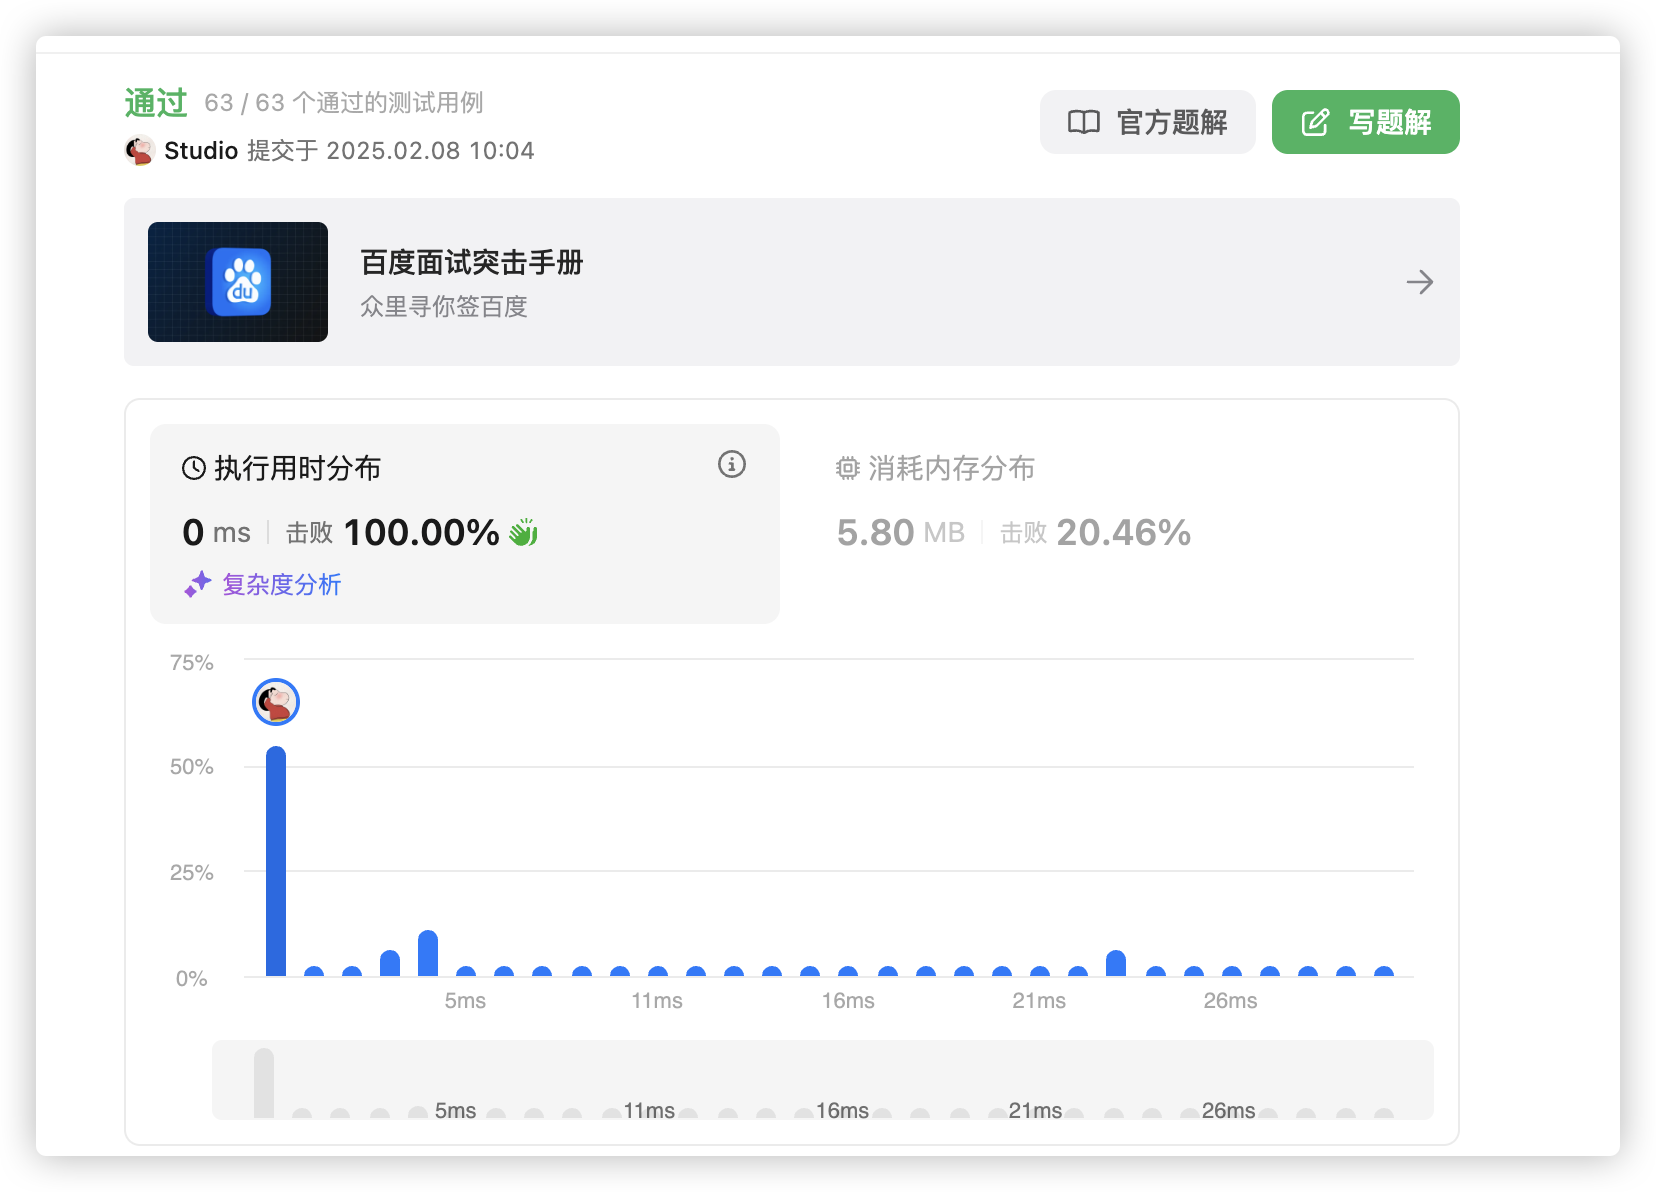 通过 63 / 63 个通过的测试用例
Studio 提交于 2025.02.08 10:04
官方题解
写题解
du
百度面试突击手册
众里寻你签百度
执行用时分布
0 ms 击败 100.00%
复杂度分析
消耗内存分布
5.80 MB 击败 20.46%
75%
50%
25%
0%
5ms 11ms 16ms 21ms 26ms
5ms 11ms 16ms 21ms 26ms